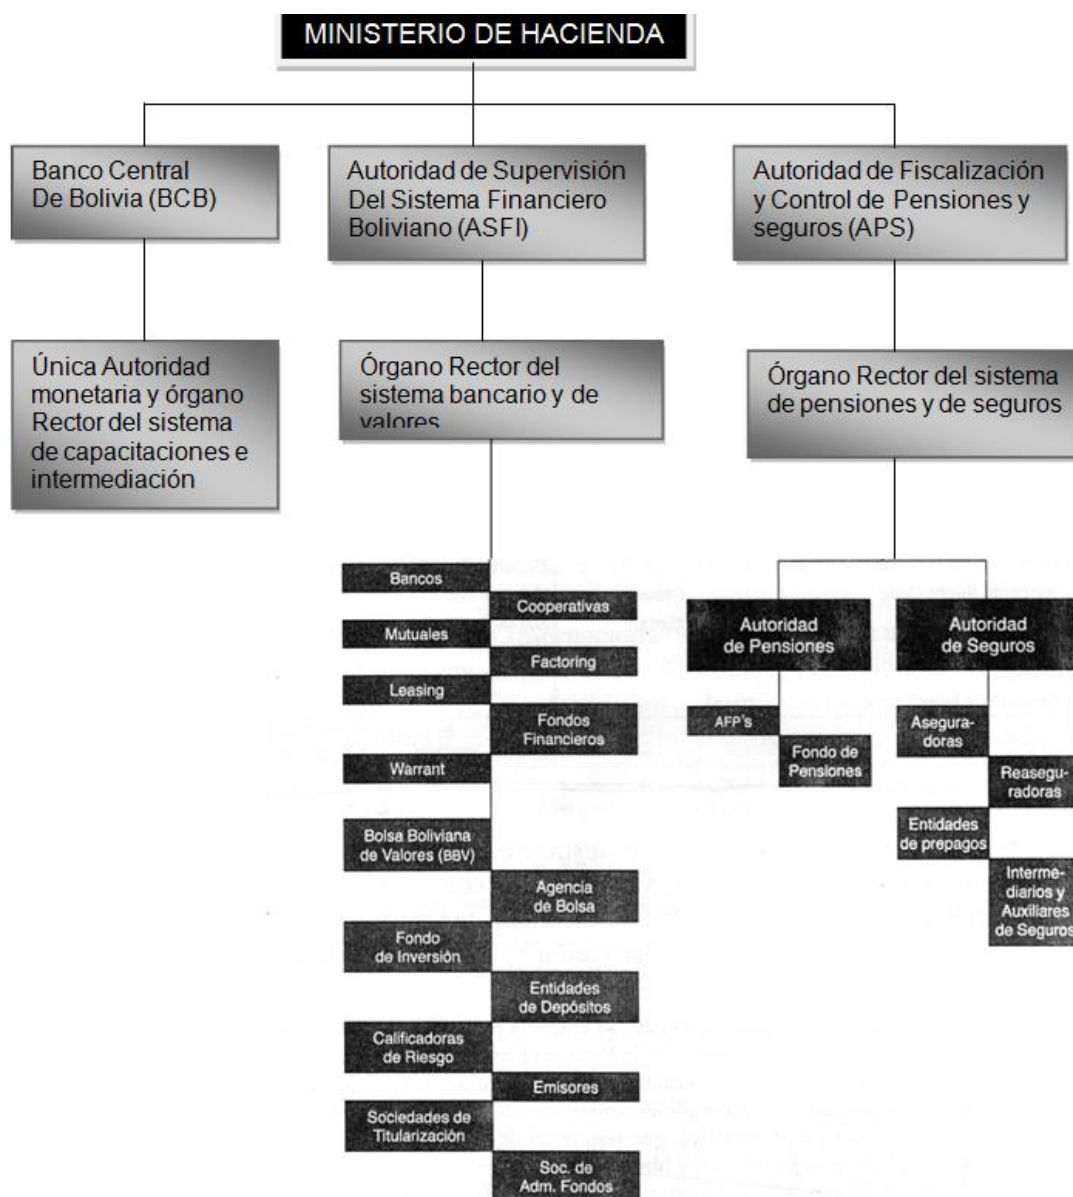 MINISTERIO DE HACIENDA
Banco Central
De Bolivia (BCB)
Autoridad de Supervisión
Del Sistema Financiero
Boliviano (ASFI)
Autoridad de Fiscalización
y Control de Pensiones y
seguros (APS)
Única Autoridad
monetaria y órgano
Rector del sistema
de capacitaciones e
intermediación
Órgano Rector del
sistema bancario y de
valores
Órgano Rector del sistema
de pensiones y de seguros
Bancos
Cooperativas
Mutuales
Factoring
Leasing
Fondos
Financieros
Warrant
Bolsa Boliviana
de Valores (BBV)
Agencia
de Bolsa
Fondo
de Inversión
Entidades
de Depósitos
Calificadoras
de Riesgo
Emisores
Sociedades de
Titularización
Soc. de
Adm. Fondos
Autoridad
de Pensiones
AFP's
Fondo de
Pensiones
Autoridad
de Seguros
Asegura-
doras
Reasegu-
radoras
Entidades
de prepagos
Interme-
diarios y
Auxiliares
de Seguros